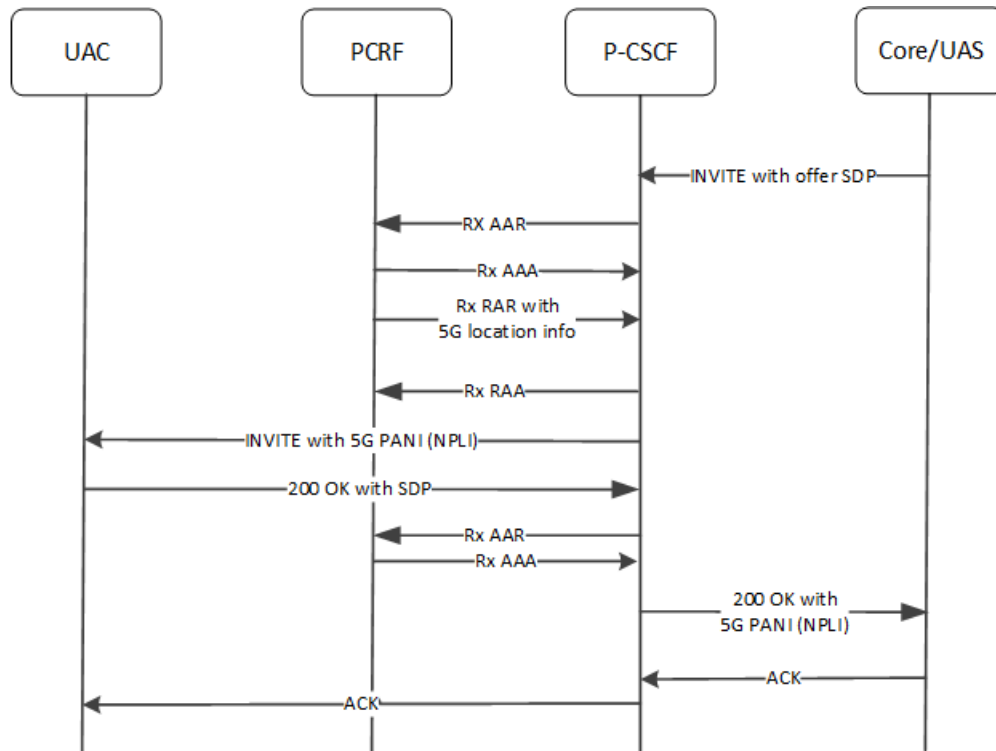 UAC
PCRF
P-CSCF
Core/UAS
INVITE with offer SDP
RX AAR
Rx AAA
Rx RAR with
5G location info
Rx RAA
INVITE with 5G PANI (NPLI)
200 OK with SDP
Rx AAR
Rx AAA
200 OK with
5G PANI (NPLI)
ACK
ACK